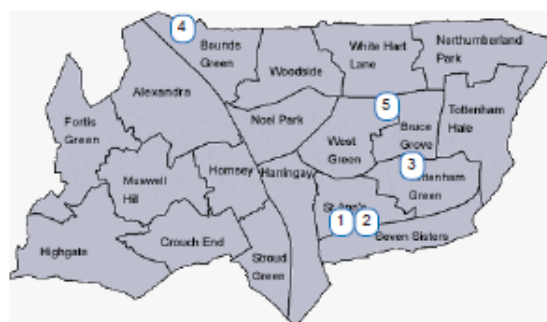 4
Bounds
Green
White Hart
Lane
Northumberland
Park
Woodside
Alexandra
5
Tottenham
Hale
Fortis
Green
Noel Park
West
Green
Bruce
Grove
3
Muswell
Hill
Hornsey
Harringay
Green
1
2
Highgate
Crouch End
Stroud
Green
Seven Sisters